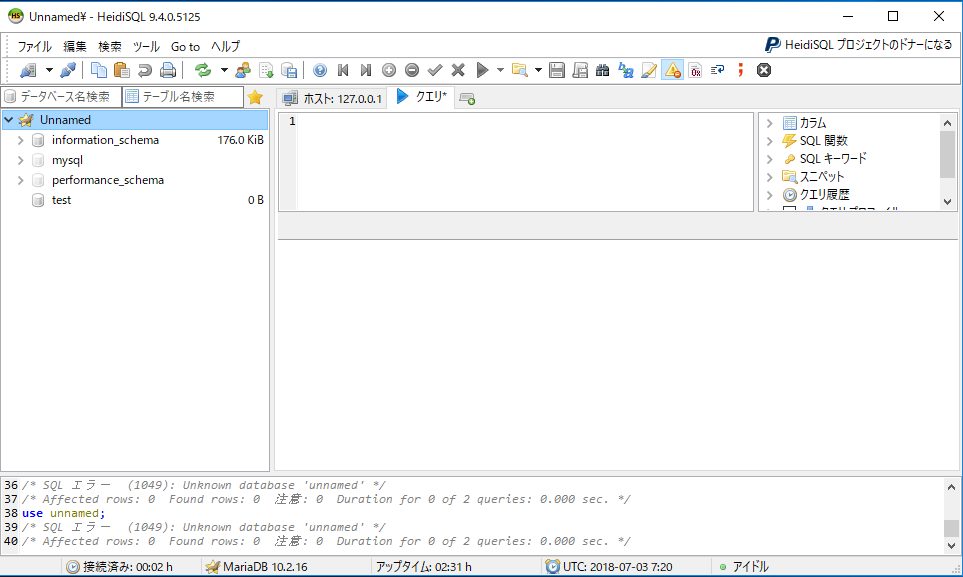 Unnamed¥ - HeidiSQL 9.4.0.5125
ファイル 編集 検索 ツール Go to ヘルプ
HeidiSQL プロジェクトのドナーになる
データベース名検索 テーブル名検索
ホスト: 127.0.0.1 クエリ*
Unnamed
information_schema 176.0 KiB
mysql
performance_schema
test 0 B
1
カラム
SQL 関数
SQL キーワード
スニペット
クエリ履歴
クエリプロファイル
36 /* SQL エラー (1049): Unknown database 'unnamed' */
37 /* Affected rows: 0 Found rows: 0 注意: 0 Duration for 0 of 2 queries: 0.000 sec. */
38 use unnamed;
39 /* SQL エラー (1049): Unknown database 'unnamed' */
40 /* Affected rows: 0 Found rows: 0 注意: 0 Duration for 0 of 2 queries: 0.000 sec. */
接続済み: 00:02 h MariaDB 10.2.16 アップタイム: 02:31 h UTC: 2018-07-03 7:20 アイドル